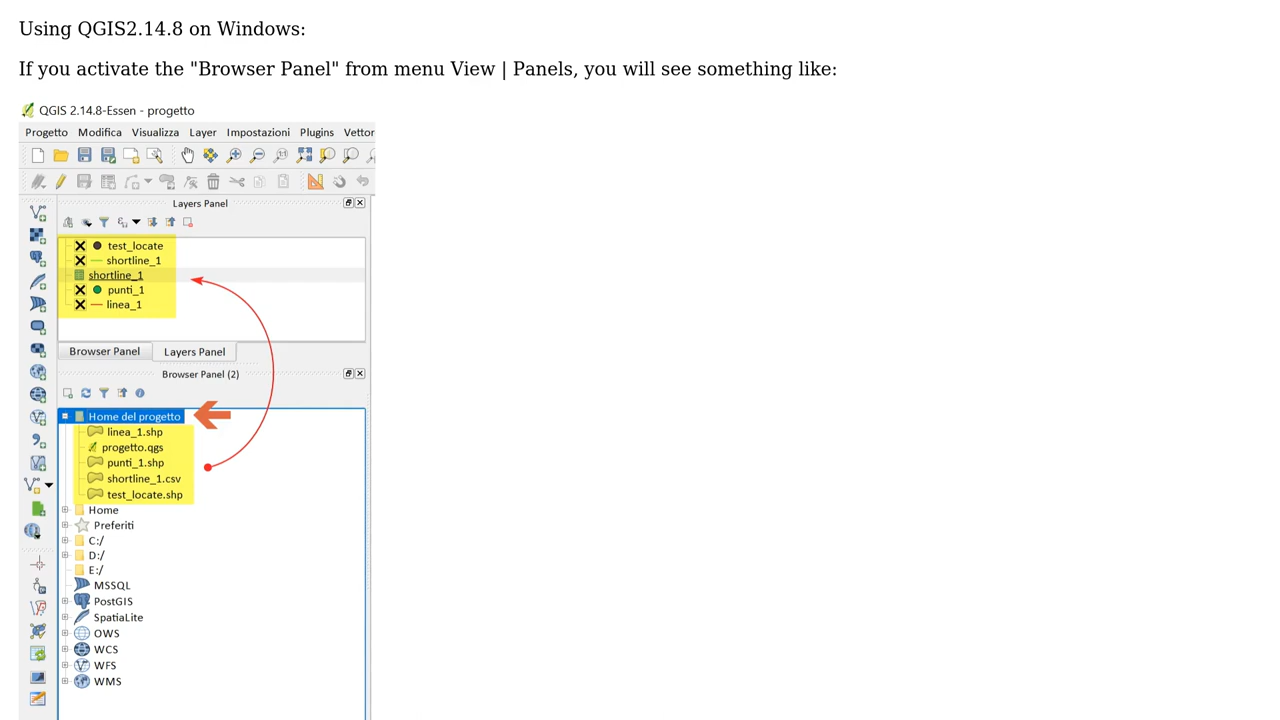 Using QGIS2.14.8 on Windows:
If you activate the "Browser Panel" from menu View | Panels, you will see something like:
QGIS 2.14.8-Essen - progetto
Progetto Modifica Visualizza Layer Impostazioni Plugins Vettor
Layers Panel
test_locate
shortline_1
shortline_1
punti_1
linea_1
Browser Panel Layers Panel
Browser Panel (2)
Home del progetto
linea_1.shp
progetto.qgs
punti_1.shp
shortline_1.csv
test_locate.shp
Home
Preferiti
C:/
D:/
E:/
MSSQL
PostGIS
SpatiaLite
OWS
WCS
WFS
WMS